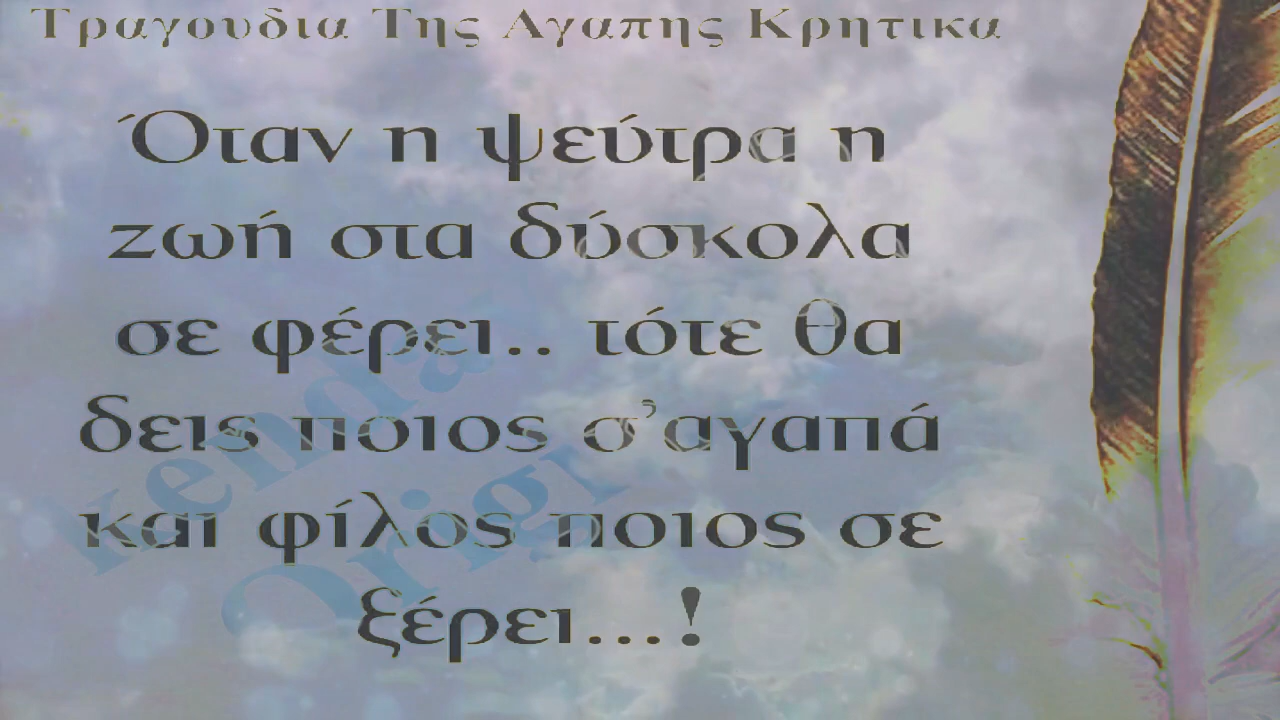 Τραγουδια Της Αγαπης Κρητικα
Όταν η ψεύτρα η
ζωή στα δύσκολα
σε φέρει.. τότε θα
δεις ποιος σ᾽αγαπά
και φίλος ποιος σε
ξέρει...!